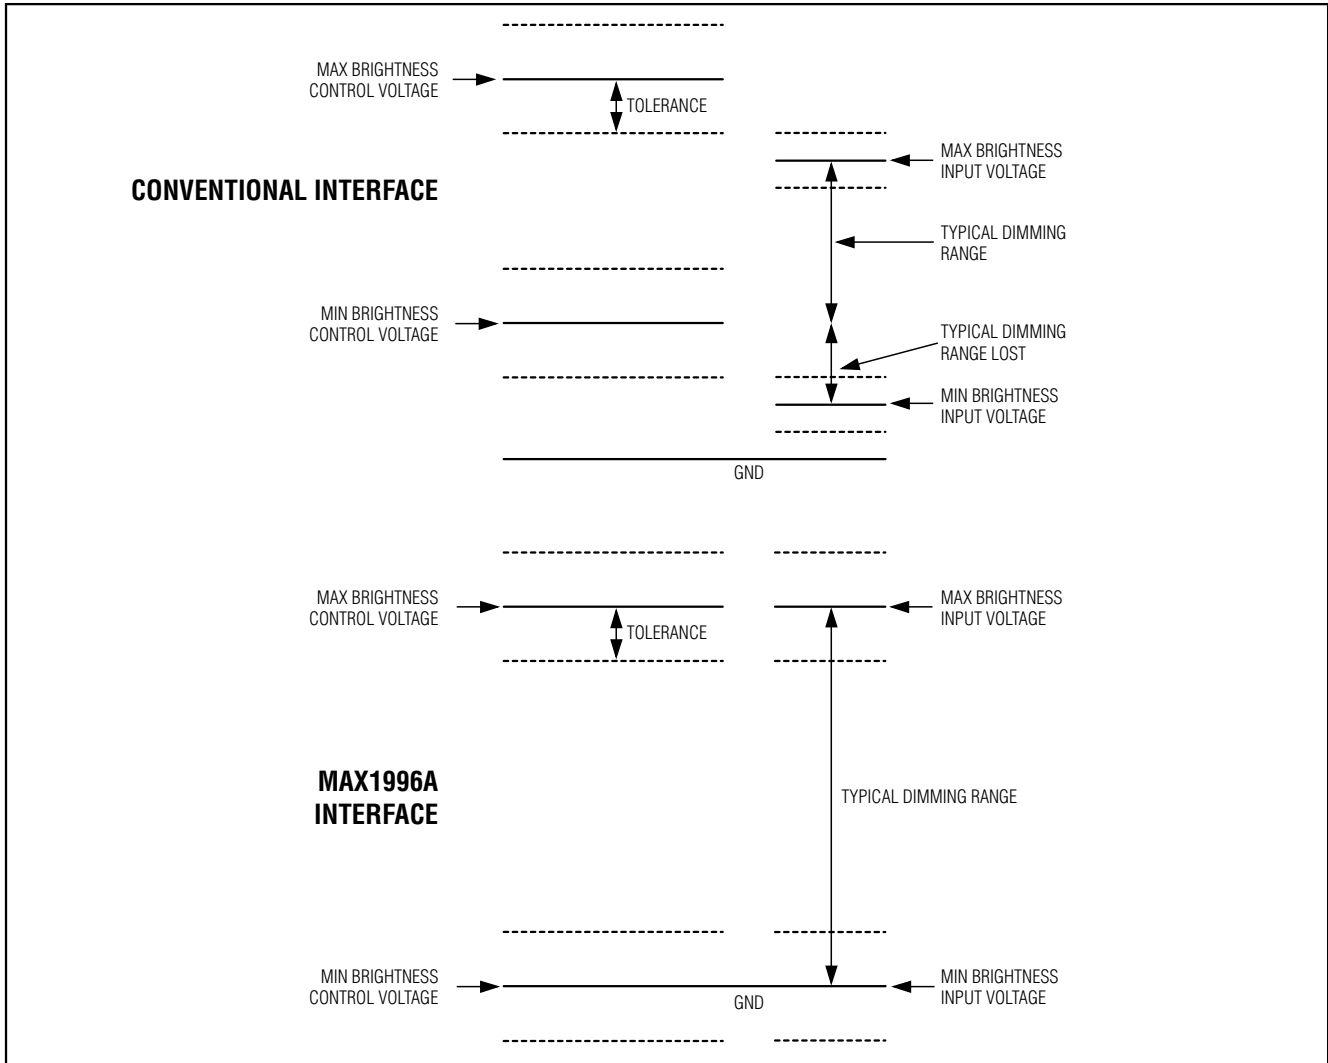 MAX BRIGHTNESS
CONTROL VOLTAGE
TOLERANCE
MAX BRIGHTNESS
INPUT VOLTAGE
CONVENTIONAL INTERFACE
TYPICAL DIMMING
RANGE
MIN BRIGHTNESS
CONTROL VOLTAGE
TYPICAL DIMMING
RANGE LOST
MIN BRIGHTNESS
INPUT VOLTAGE
GND
MAX BRIGHTNESS
CONTROL VOLTAGE
MAX BRIGHTNESS
INPUT VOLTAGE
TOLERANCE
MAX1996A
INTERFACE
TYPICAL DIMMING RANGE
MIN BRIGHTNESS
CONTROL VOLTAGE
MIN BRIGHTNESS
INPUT VOLTAGE
GND